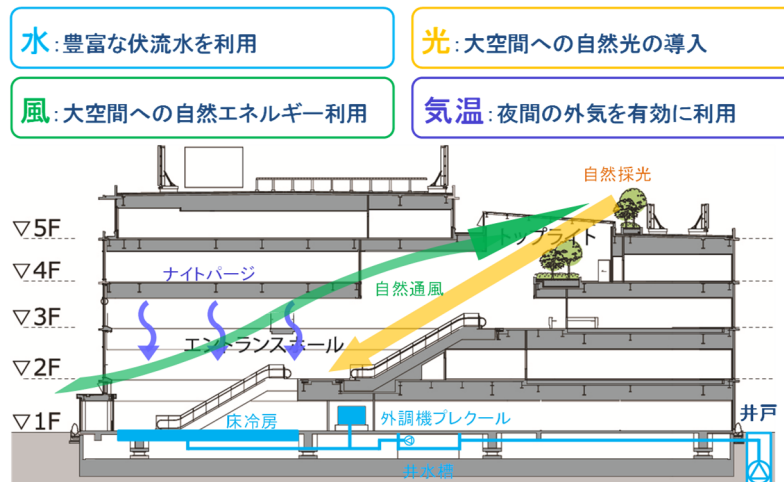 水:豊富な伏流水を利用
光:大空間への自然光の導入
風:大空間への自然エネルギー利用
気温:夜間の外気を有効に利用
自然採光
▽5F
トップライト
▽4F
ナイトパージ
自然通風
▽3F
エントランスホール
▽2F
▽1F
床冷房
外調機プレクール
井戸
井水槽